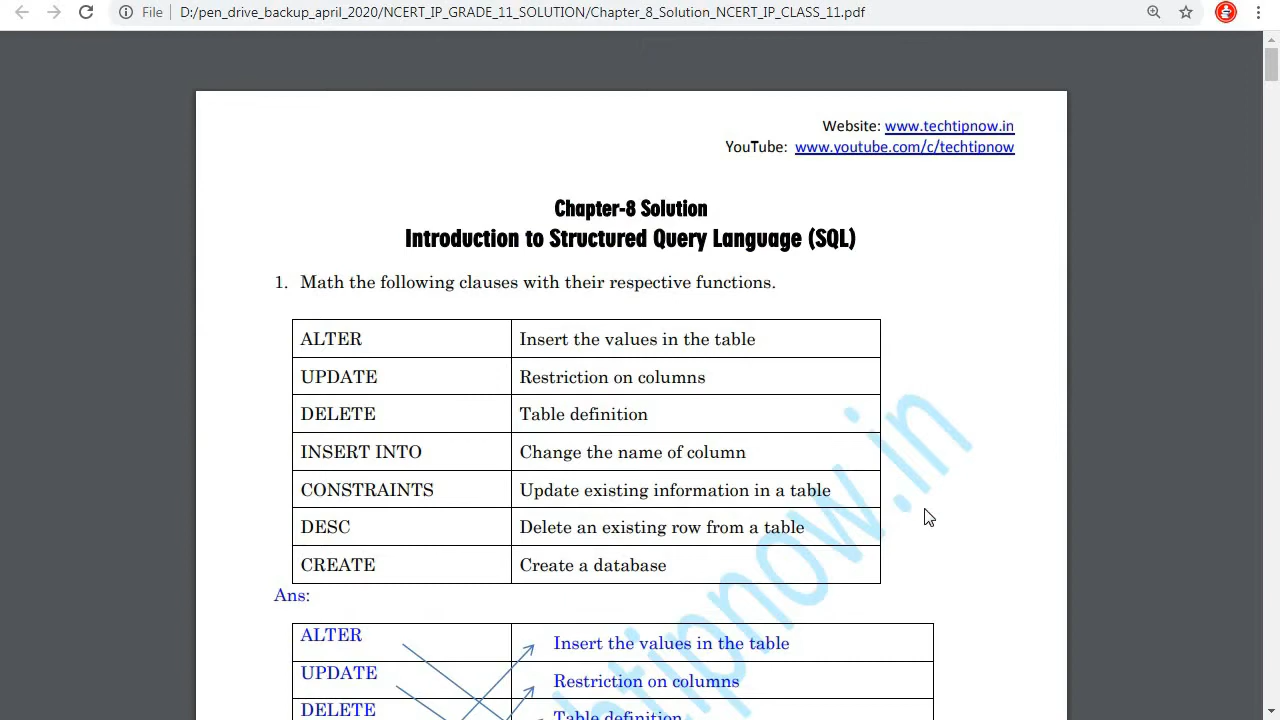 File D:/pen_drive_backup_april_2020/NCERT_IP_GRADE_11_SOLUTION/Chapter_8_Solution_NCERT_IP_CLASS_11.pdf
Website: www.techtipnow.in
YouTube: www.youtube.com/c/techtipnow
Chapter-8 Solution
Introduction to Structured Query Language (SQL)
1. Math the following clauses with their respective functions.
ALTER Insert the values in the table
UPDATE Restriction on columns
DELETE Table definition
INSERT INTO Change the name of column
CONSTRAINTS Update existing information in a table
DESC Delete an existing row from a table
CREATE Create a database
Ans:
ALTER Insert the values in the table
UPDATE Restriction on columns
DELETE Table definition
htipnow.in